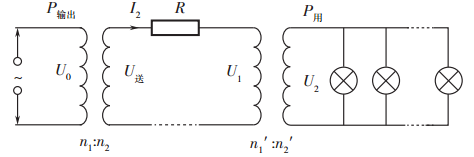 P输出 I₂ R P用
~ U₀ U送 U₁ U₂
n₁:n₂ n₁′:n₂′